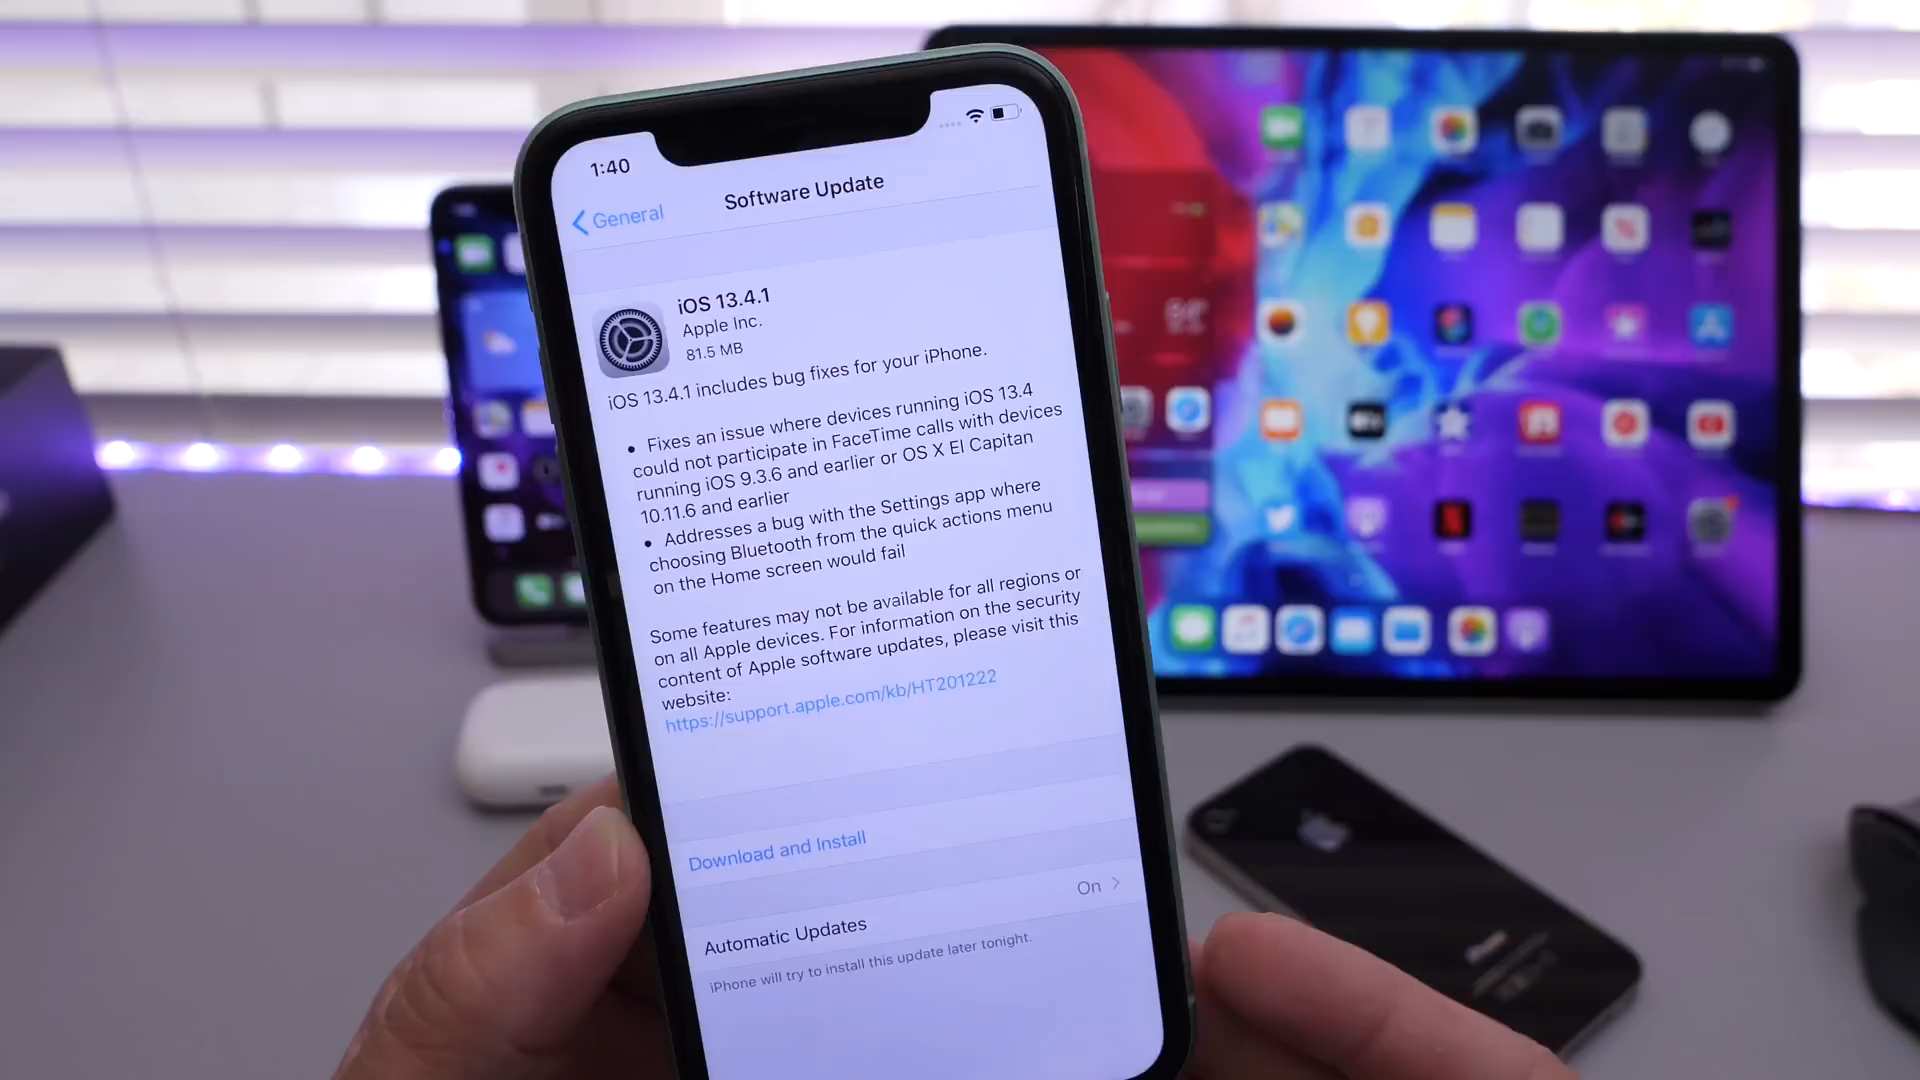 1:40
General
Software Update
iOS 13.4.1
Apple Inc.
81.5 MB
iOS 13.4.1 includes bug fixes for your iPhone.
• Fixes an issue where devices running iOS 13.4
could not participate in FaceTime calls with devices
running iOS 9.3.6 and earlier or OS X El Capitan
10.11.6 and earlier
• Addresses a bug with the Settings app where
choosing Bluetooth from the quick actions menu
on the Home screen would fail
Some features may not be available for all regions or
on all Apple devices. For information on the security
content of Apple software updates, please visit this
website:
https://support.apple.com/kb/HT201222
Download and Install
Automatic Updates On
iPhone will try to install this update later tonight.